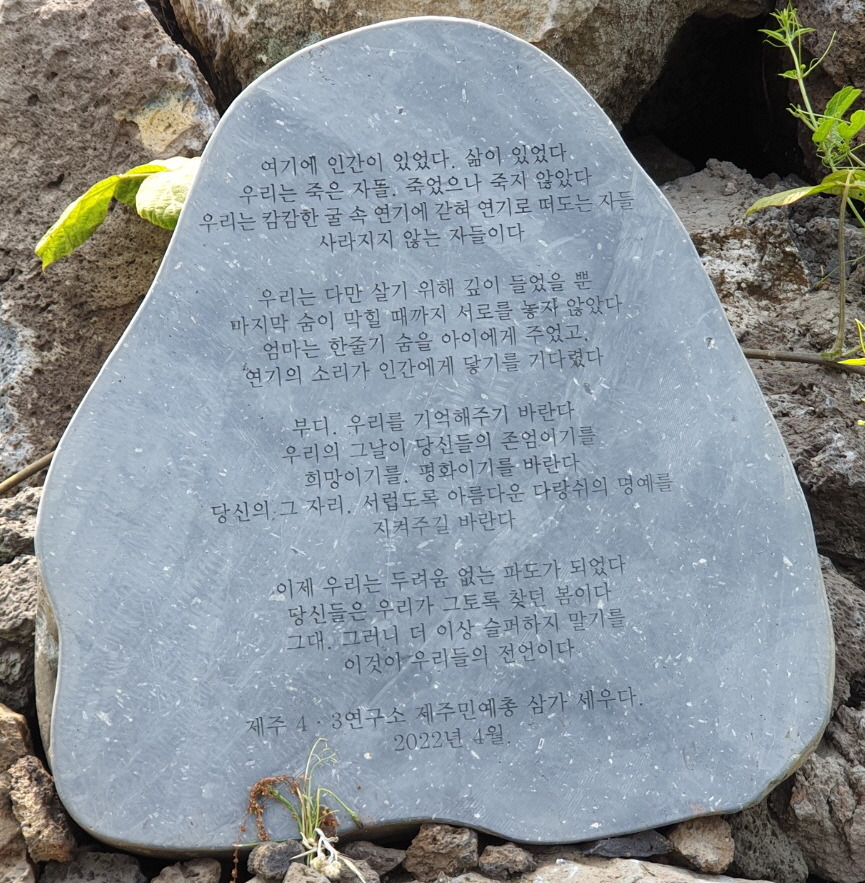 여기에 인간이 있었다. 삶이 있었다
우리는 죽은 자들. 죽었으나 죽지 않았다
우리는 캄캄한 굴 속 연기에 갇혀 연기로 떠도는 자들
사라지지 않는 자들이다
우리는 다만 살기 위해 깊이 들었을 뿐
마지막 숨이 막힐 때까지 서로를 놓자 않았다
엄마는 한줄기 숨을 아이에게 주었고,
연기의 소리가 인간에게 닿기를 기다렸다
부디. 우리를 기억해주기 바란다
우리의 그날이 당신들의 존엄이기를
희망이기를. 평화이기를 바란다
당신의 그 자리. 서럽도록 아름다운 다랑쉬의 명예를
지켜주길 바란다
이제 우리는 두려움 없는 파도가 되었다
당신들은 우리가 그토록 찾던 봄이다
그대. 그러니 더 이상 슬퍼하지 말기를
이것이 우리들의 전언이다
제주 4·3연구소 제주민예총 삼가 세우다.
2022년 4월.